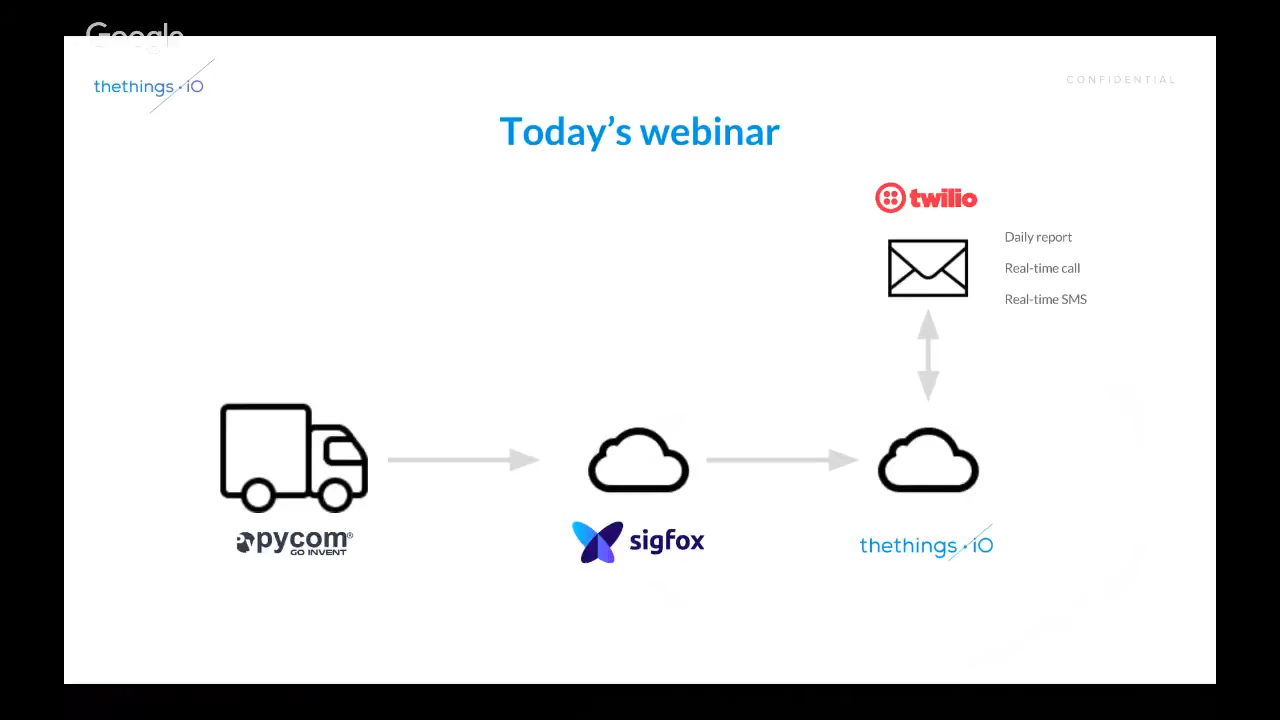 Google
thethings.iO
CONFIDENTIAL
Today's webinar
twilio
Daily report
Real-time call
Real-time SMS
pycom®
GO INVENT
sigfox
thethings.iO